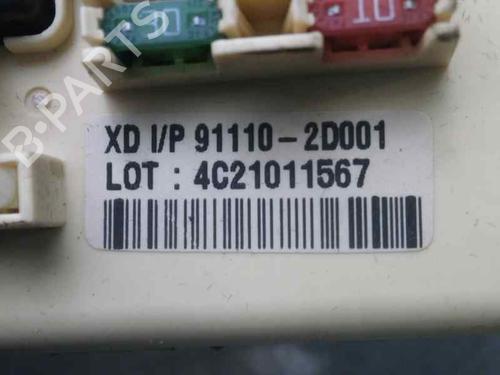 10
XD I/P 91110-2D001
LOT : 4C21011567
B-PARTS